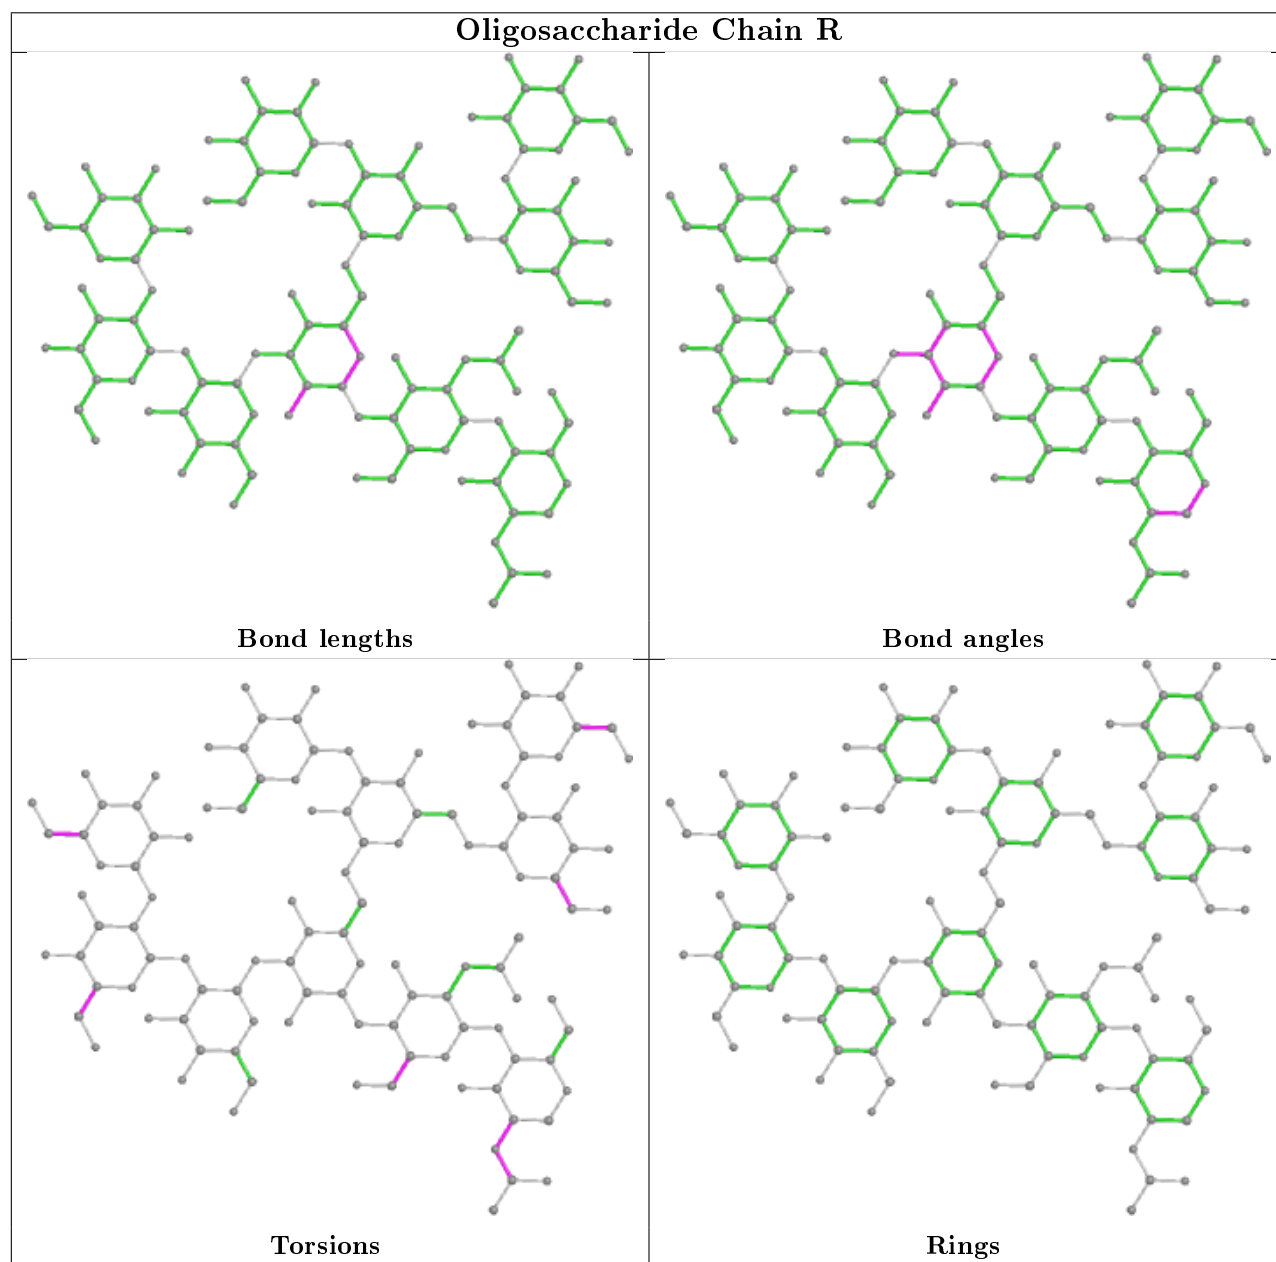 Oligosaccharide Chain R
Bond lengths
Bond angles
Torsions
Rings